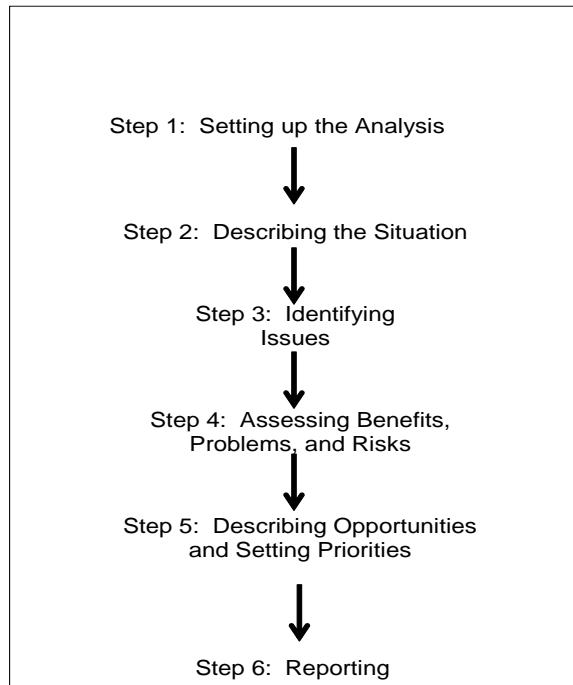 Step 1:  Setting up the Analysis
Step 2:  Describing the Situation
Step 3:  Identifying
Issues
Step 4:  Assessing Benefits,
Problems, and Risks
Step 5:  Describing Opportunities
and Setting Priorities
Step 6:  Reporting